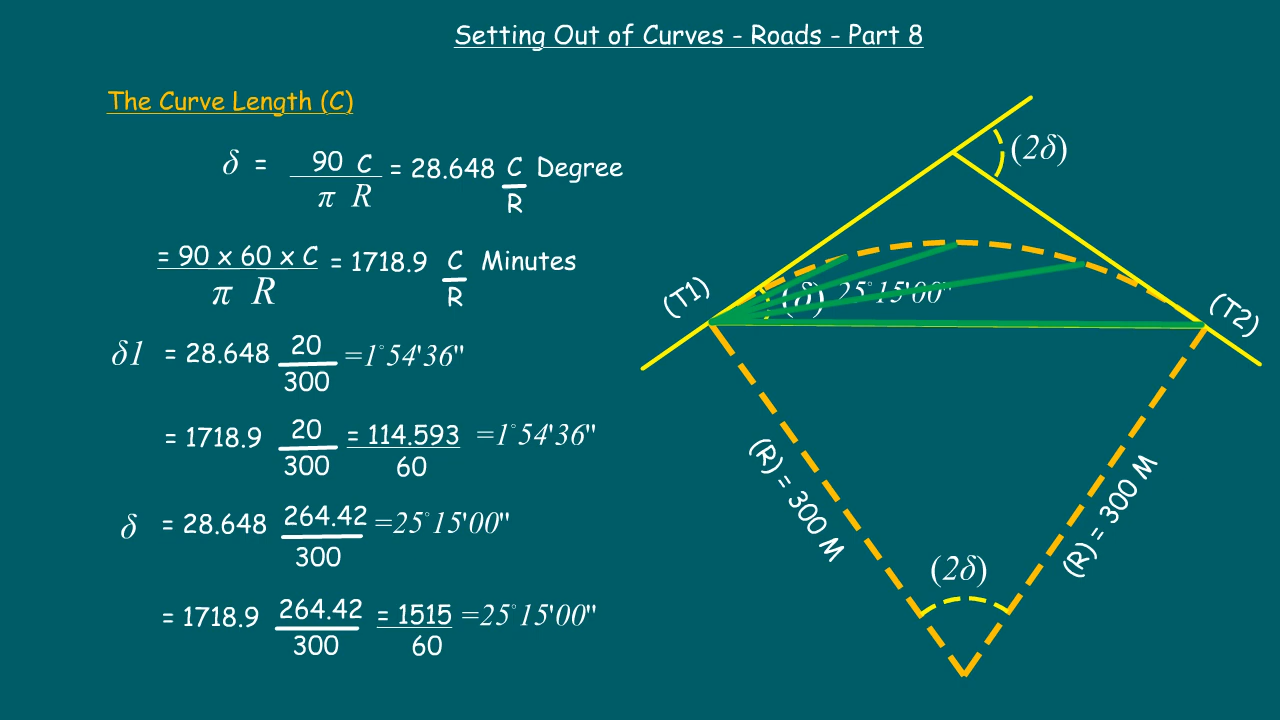 Setting Out of Curves - Roads - Part 8
The Curve Length (C)
δ = 90 C / π R = 28.648 C / R Degree
= 90 x 60 x C / π R = 1718.9 C / R Minutes
δ1 = 28.648 20 / 300 =1°54'36"
= 1718.9 20 / 300 = 114.593 / 60 =1°54'36"
δ = 28.648 264.42 / 300 =25°15'00"
= 1718.9 264.42 / 300 = 1515 / 60 =25°15'00"
(2δ)
(T1)
(δ) 25°15'00"
(T2)
(R) = 300 M
(R) = 300 M
(2δ)